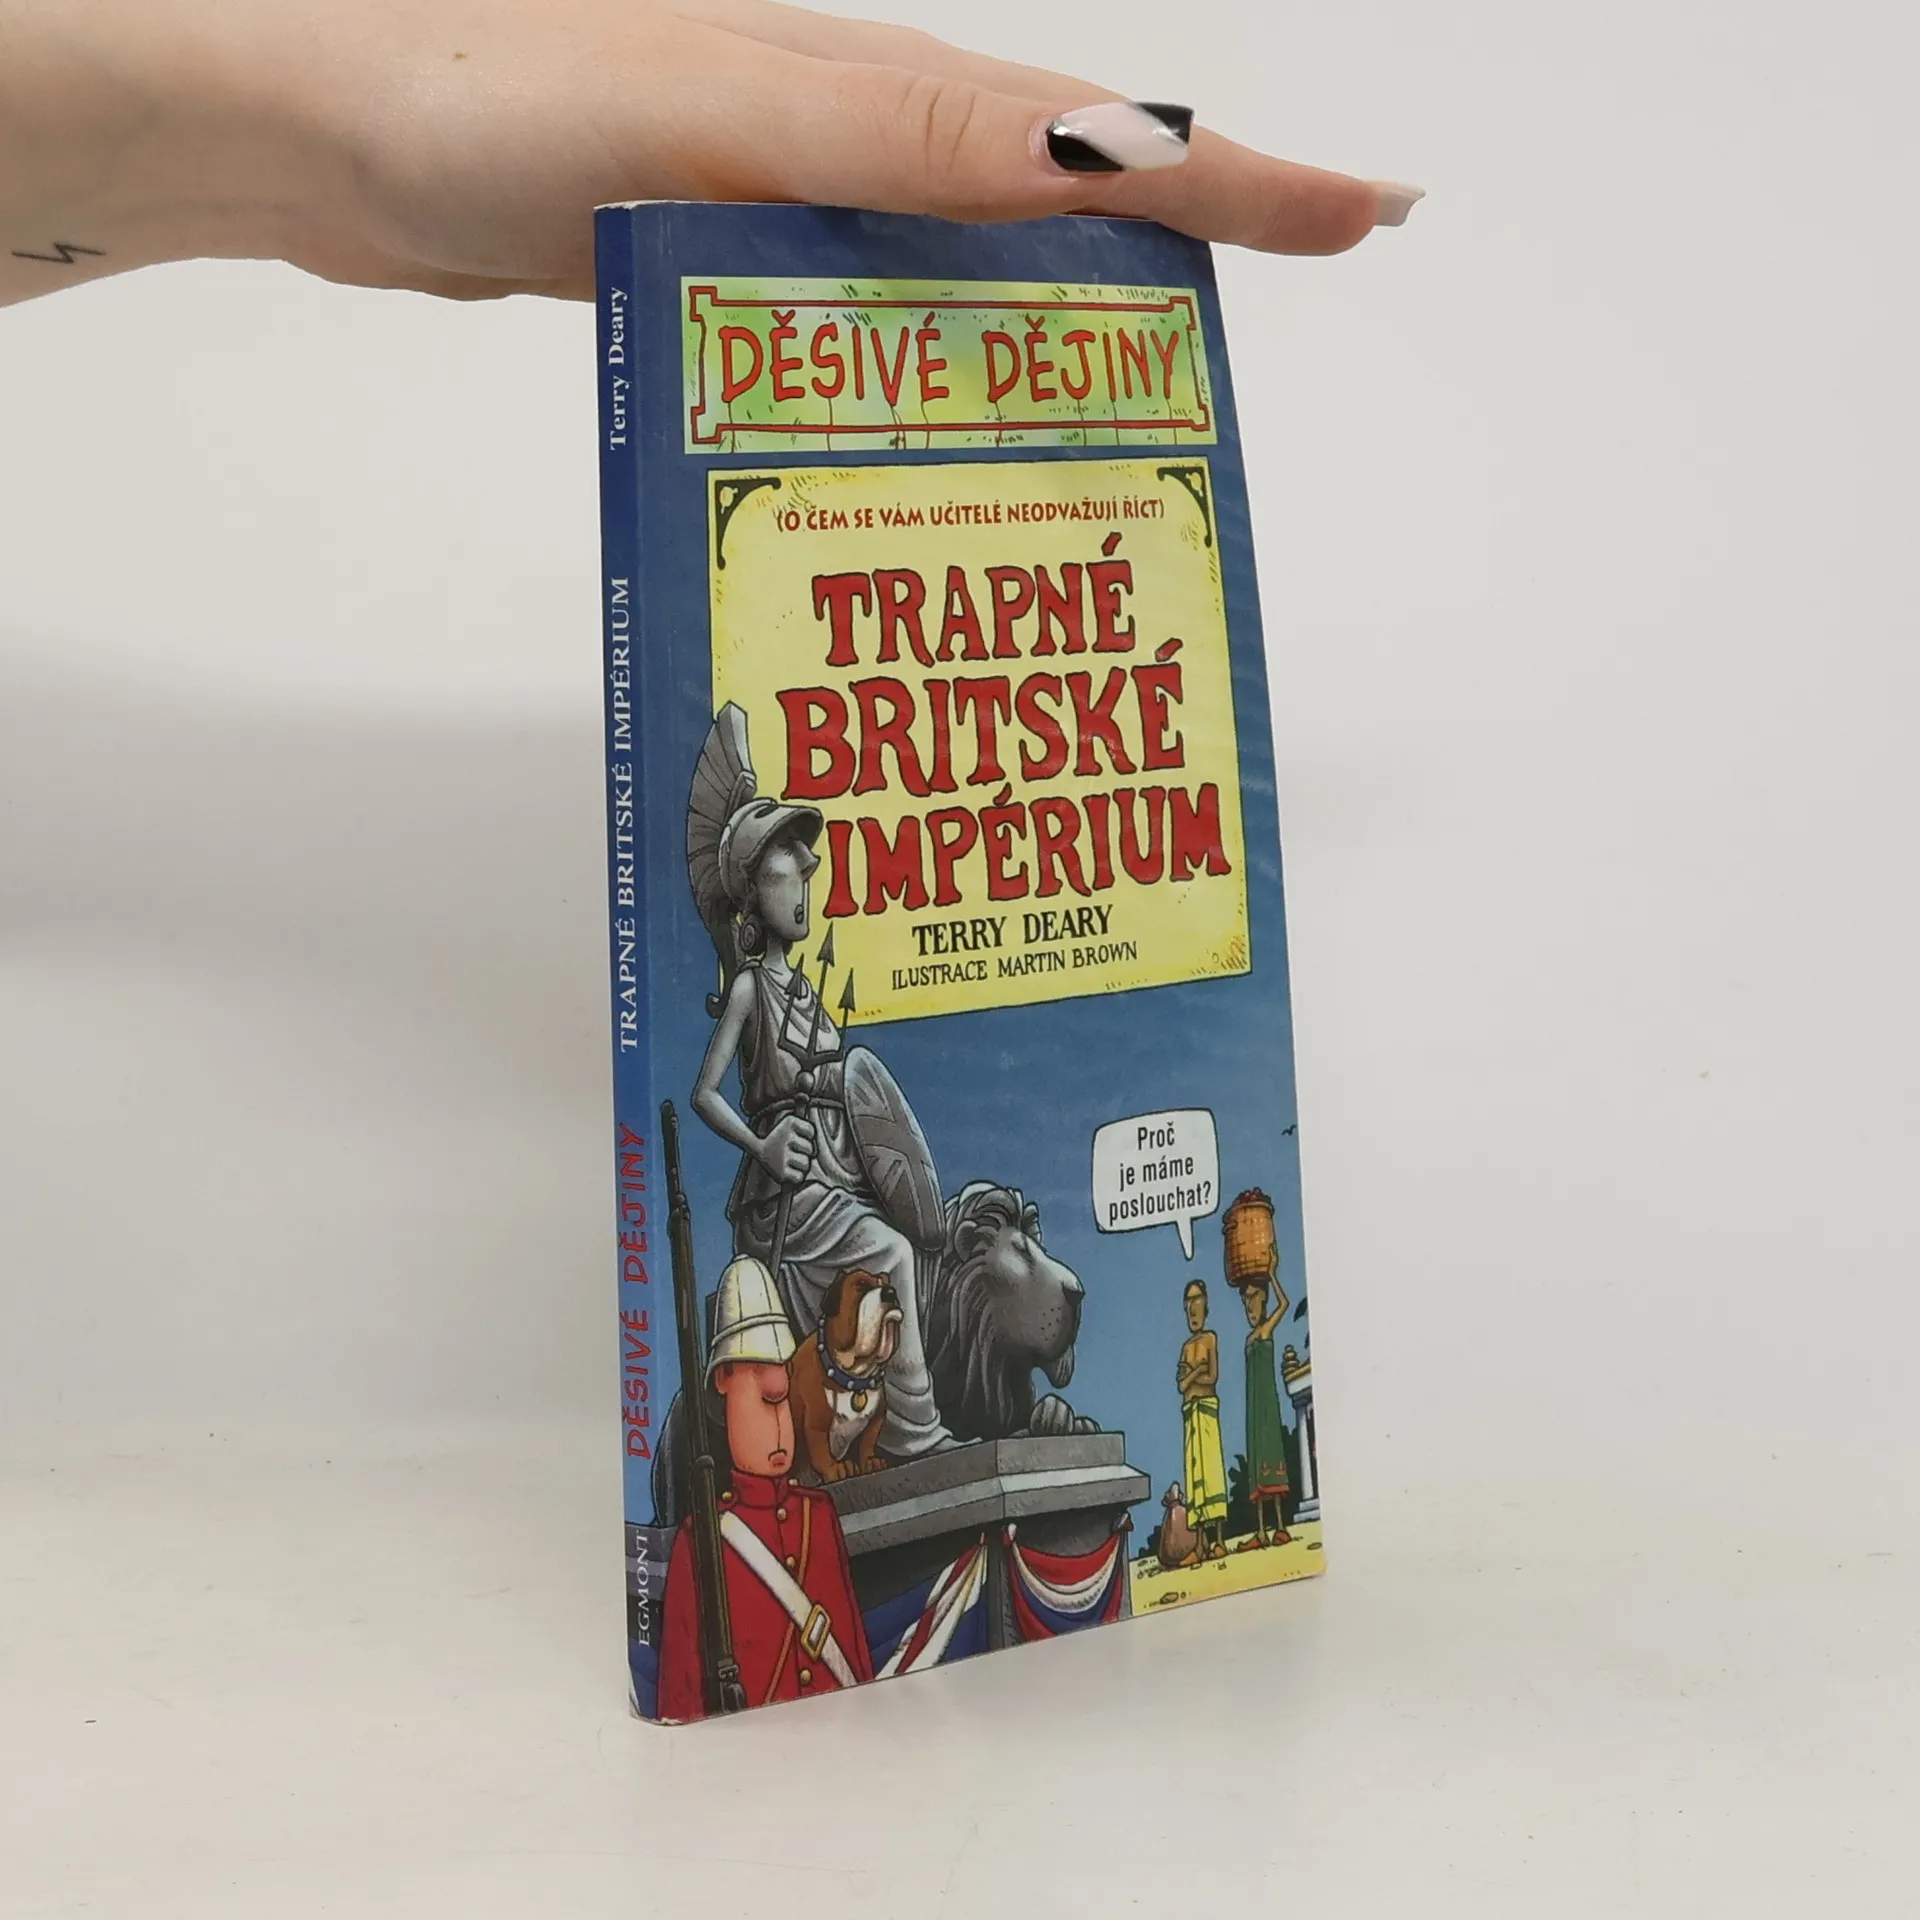 DĚSIVÉ DĚJINY
(O ČEM SE VÁM UČITELÉ NEODVAŽUJÍ ŘÍCT)
TRAPNÉ
BRITSKÉ
IMPÉRIUM
TERRY DEARY
ILUSTRACE MARTIN BROWN
Proč
je máme
poslouchat?
EGMONT DĚSIVÉ DĚJINY TRAPNÉ BRITSKÉ IMPÉRIUM Terry Deary